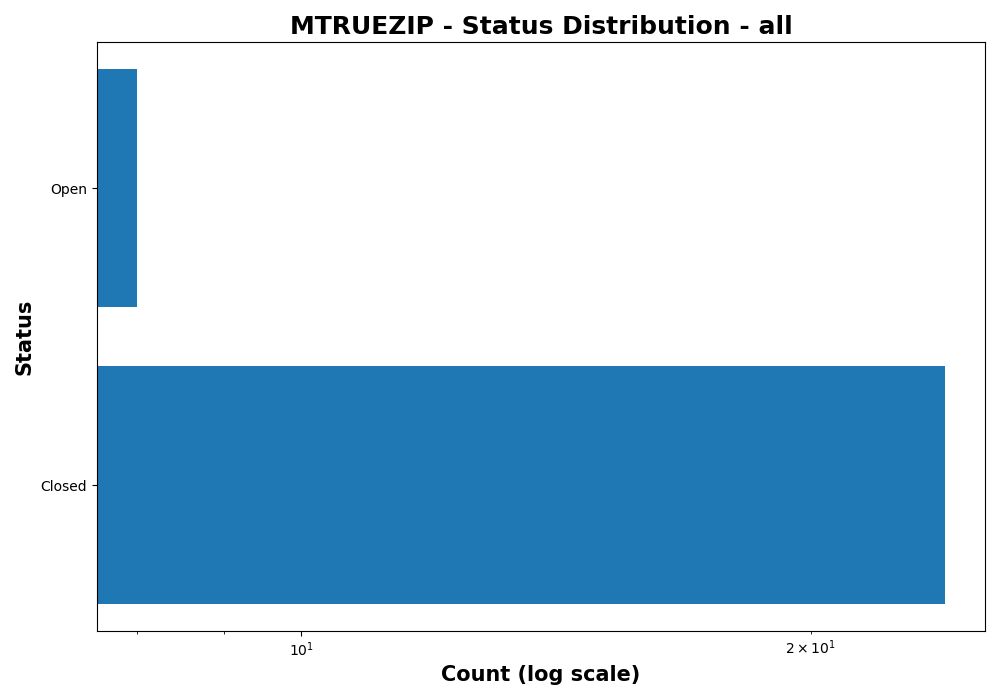 MTRUEZIP - Status Distribution - all
Open
Closed
Status
10¹
2 × 10¹
Count (log scale)